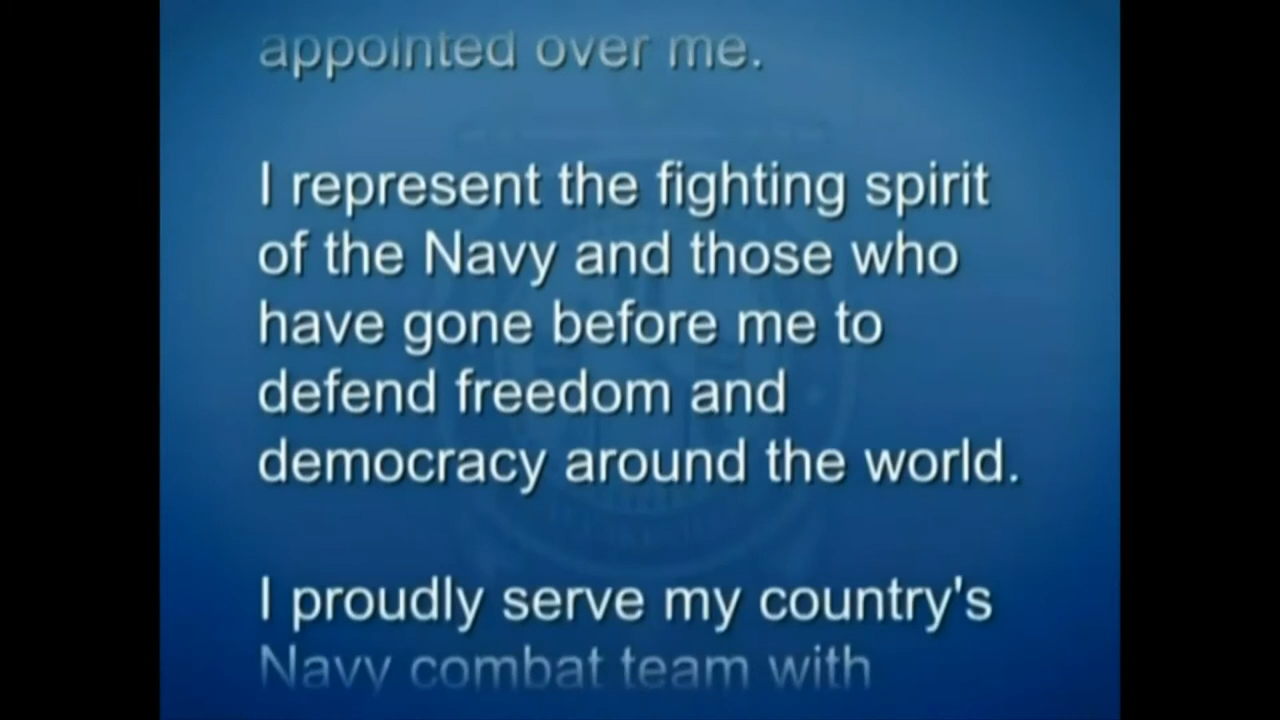 appointed over me.
I represent the fighting spirit
of the Navy and those who
have gone before me to
defend freedom and
democracy around the world.
I proudly serve my country's
Navy combat team with